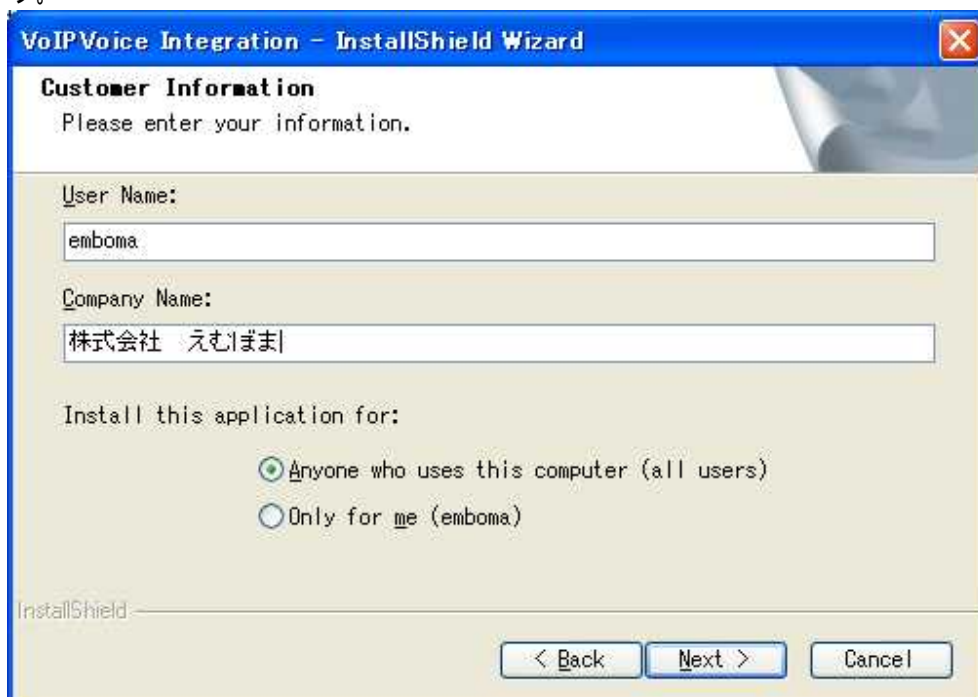 す。
VoIPVoice Integration - InstallShield Wizard
Customer Information
Please enter your information.
User Name:
emboma
Company Name:
株式会社　えむぼま
Install this application for:
Anyone who uses this computer (all users)
Only for me (emboma)
InstallShield
< Back
Next >
Cancel